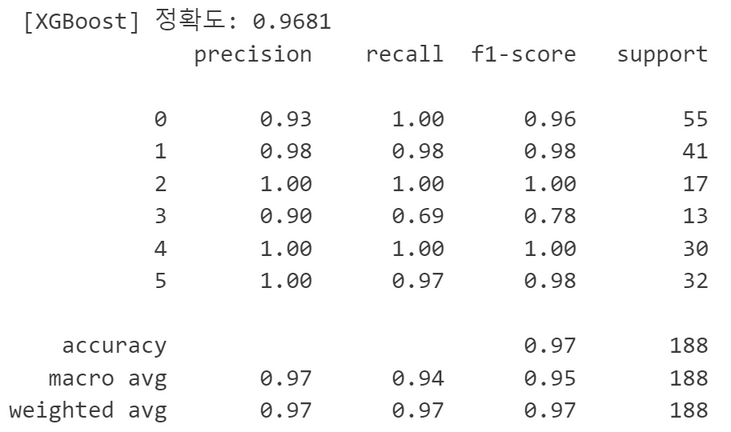 [XGBoost] 정확도: 0.9681
precision recall f1-score support
0 0.93 1.00 0.96 55
1 0.98 0.98 0.98 41
2 1.00 1.00 1.00 17
3 0.90 0.69 0.78 13
4 1.00 1.00 1.00 30
5 1.00 0.97 0.98 32
accuracy 0.97 188
macro avg 0.97 0.94 0.95 188
weighted avg 0.97 0.97 0.97 188